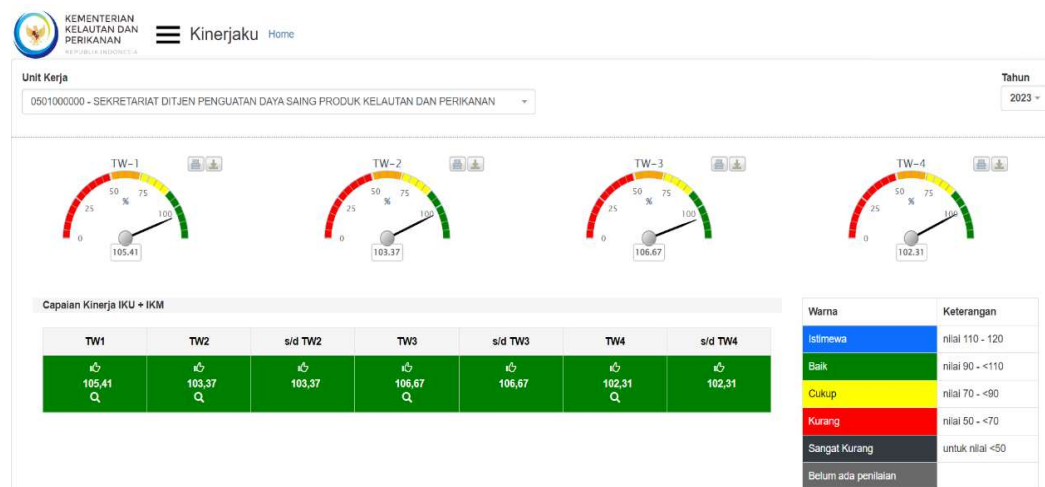 KEMENTERIAN
KELAUTAN DAN
PERIKANAN
REPUBLIK INDONESIA
Kinerjaku Home
Unit Kerja
Tahun
0501000000 - SEKRETARIAT DITJEN PENGUATAN DAYA SAING PRODUK KELAUTAN DAN PERIKANAN
2023
TW-1
0 25 50 75 100
%
105.41
TW-2
0 25 50 75 100
%
103.37
TW-3
0 25 50 75 100
%
106.67
TW-4
0 25 50 75 100
%
102.31
Capaian Kinerja IKU + IKM
TW1 TW2 s/d TW2 TW3 s/d TW3 TW4 s/d TW4
105,41 103,37 103,37 106,67 106,67 102,31 102,31
Warna Keterangan
Istimewa nilai 110 - 120
Baik nilai 90 - <110
Cukup nilai 70 - <90
Kurang nilai 50 - <70
Sangat Kurang untuk nilai <50
Belum ada penilaian